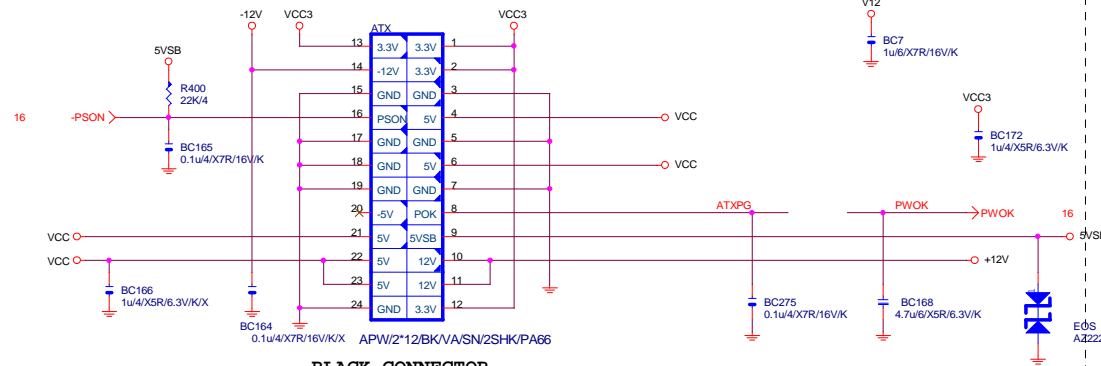 -12V
VCC3
VCC3
V12
ATX
5VSB
R400
22K/4
16
-PSON
BC165
0.1u/4/X7R/16V/K
13 3.3V 3.3V 1
14 -12V 3.3V 2
15 GND GND 3
16 PSON 5V 4
17 GND GND 5
18 GND 5V 6
19 GND GND 7
20 -5V POK 8
21 5V 5VSB 9
22 5V 12V 10
23 5V 12V 11
24 GND 3.3V 12
VCC
VCC
BC7
1u/6/X7R/16V/K
VCC3
BC172
1u/4/X5R/6.3V/K
ATXPG
PWOK
PWOK
16
+12V
VCC
VCC
BC166
1u/4/X5R/6.3V/K/X
BC164
0.1u/4/X7R/16V/K/X
APW/2*12/BK/VA/SN/2SHK/PA66
BC275
0.1u/4/X7R/16V/K
BC168
4.7u/6/X5R/6.3V/K
EOS
BLACK CONNECTOR